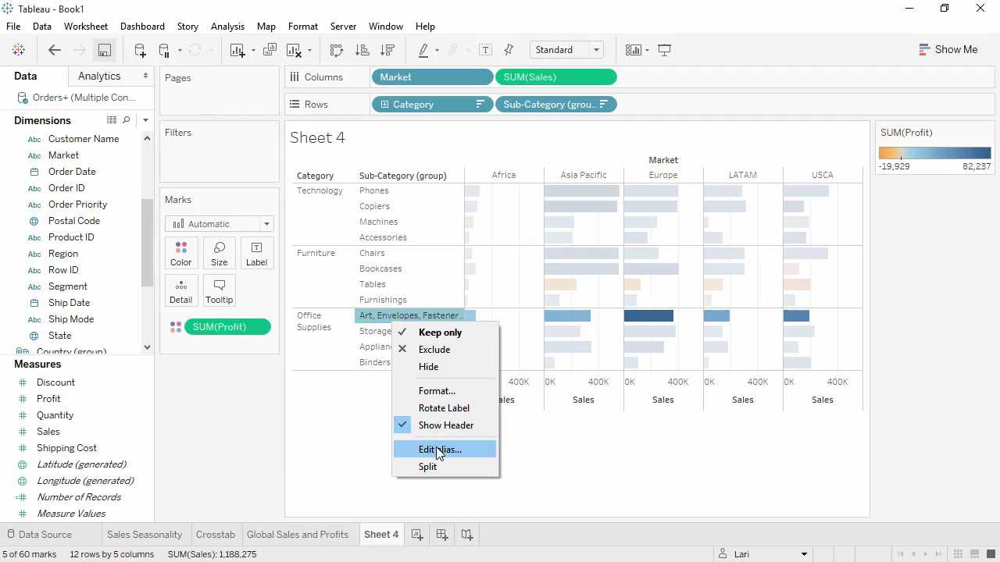 Tableau - Book1
File Data Worksheet Dashboard Story Analysis Map Format Server Window Help
Standard
Show Me
Data
Analytics
Orders+ (Multiple Con...
Dimensions
Abc Customer Name
Abc Market
Order Date
Abc Order ID
Abc Order Priority
Postal Code
Abc Product ID
Abc Region
Abc Row ID
Abc Segment
Ship Date
Abc Ship Mode
Abc State
Country (group)
Measures
Discount
Profit
Quantity
Sales
Shipping Cost
Latitude (generated)
Longitude (generated)
Number of Records
Measure Values
Pages
Filters
Marks
Automatic
Color Size Label
Detail Tooltip
SUM(Profit)
Columns Market SUM(Sales)
Rows Category Sub-Category (grou..
Sheet 4
Market
Category Sub-Category (group) Africa Asia Pacific Europe LATAM USCA
Technology Phones
Copiers
Machines
Accessories
Furniture Chairs
Bookcases
Tables
Furnishings
Office Supplies Art, Envelopes, Fastener..
Storage
Applian
Binders
400K 0K 400K 0K 400K 0K 400K 0K 400K
ales Sales Sales Sales Sales
Keep only
Exclude
Hide
Format...
Rotate Label
Show Header
Edit alias...
Split
SUM(Profit)
-19,929 82,237
Data Source Sales Seasonality Crosstab Global Sales and Profits Sheet 4
5 of 60 marks 12 rows by 5 columns SUM(Sales): 1,188,275 Lari